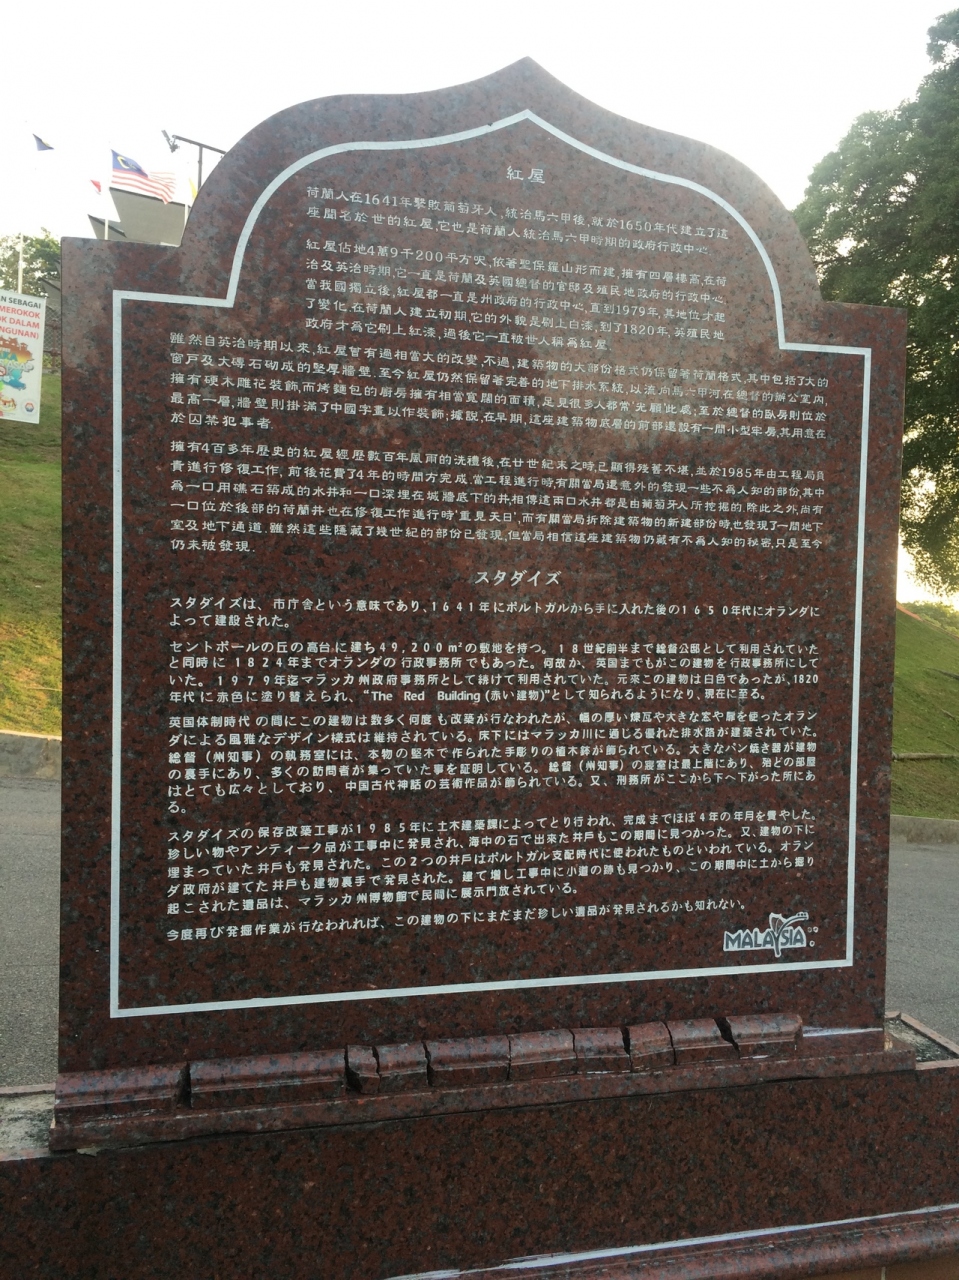 紅屋
荷蘭人在1641年擊敗葡萄牙人,統治馬六甲後,就於1650年代建立了這
座聞名於世的紅屋,它也是荷蘭人統治馬六甲時期的政府行政中心.
紅屋佔地4萬9千200平方呎,依著聖保羅山形而建,擁有四層樓高,在荷
治及英治時期,它一直是荷蘭及英國總督的官邸及殖民地政府的行政中心,
當我國獨立後,紅屋都一直是州政府的行政中心,直到1979年,其地位才起
了變化,在荷蘭人建立初期,它的外貌是刷上白漆,到了1820年,英殖民地
政府才為它刷上紅漆,過後它一直被世人稱為紅屋.
雖然自英治時期以來,紅屋曾有過相當大的改變,不過,建築物的大部份格式仍保留著荷蘭格式,其中包括了大的
窗戶及大磚石砌成的堅厚牆壁,至今紅屋仍然保留著完善的地下排水系統,以流向馬六甲河在總督的辦公室內,
擁有硬木雕花裝飾,而烤麵包的廚房擁有相當寬闊的面積,足見很多人都常'光顧'此處;至於總督的臥房則位於
最高一層,牆壁則掛滿了中國字畫以作裝飾;據說,在早期,這座建築物底層的前部還設有一間小型牢房,其用意在
於囚禁犯事者.
擁有4百多年歷史的紅屋經歷數百年風雨的洗禮後,在廿世紀末之時已顯得殘舊不堪,並於1985年由工程局負
責進行修復工作,前後花費了4年的時間方完成,當工程進行時,有關當局還意外的發現一些不為人知的部份,其中
為一口用礁石築成的水井和一口深埋在城牆底下的井,相傳這兩口水井都是由葡萄牙人所挖掘的,除此之外,尚有
一口位於後部的荷蘭井也在修復工作進行時'重見天日',而有關當局折除建築物的新建部份時,也發現了一間地下
室及地下通道.雖然這些隱藏了幾世紀的部份已發現,但當局相信這座建築物仍藏有不為人知的秘密,只是至今
仍未被發現.
スタダイズ
スタダイズは、市庁舎という意味であり、1641年にポルトガルから手に入れた後の1650年代にオランダに
よって建設された。
セントポールの丘の高台に建ち49,200m²の敷地を持つ。18世紀前半まで総督公邸として利用されていた
と同時に1824年までオランダの行政事務所でもあった。何故か、英国までもがこの建物を行政事務所にして
いた。1979年迄マラッカ州政府事務所として続けて利用されていた。元来この建物は白色であったが、1820
年代に赤色に塗り替えられ、“The Red Building(赤い建物)”として知られるようになり、現在に至る。
英国体制時代の間にこの建物は数多く何度も改築が行なわれたが、幅の厚い煉瓦や大きな窓や扉を使ったオラン
ダによる風雅なデザイン様式は維持されている。床下にはマラッカ川に通じる優れた排水路が建築されていた。
総督(州知事)の執務室には、本物の堅木で作られた手彫りの植木鉢が飾られている。大きなパン焼き器が建物
の裏手にあり、多くの訪問者が集っていた事を証明している。総督(州知事)の寝室は最上階にあり、殆どの部屋
はとても広々としており、中国古代神話の芸術作品が飾られている。又、刑務所がここから下へ下がった所にあ
る。
スタダイズの保存改築工事が1985年に土木建築課によってとり行われ、完成までほぼ4年の年月を費やした。
珍しい物やアンティーク品が工事中に発見され、海中の石で出来た井戸もこの期間に見つかった。又、建物の下に
埋まっていた井戸も発見された。この2つの井戸はポルトガル支配時代に使われたものといわれている。オラン
ダ政府が建てた井戸も建物裏手で発見された。建て増し工事中に小道の跡も見つかり、この期間中に土から掘り
起こされた遺品は、マラッカ州博物館で民間に展示門放されている。
今度再び発掘作業が行なわれれば、この建物の下にまだまだ珍しい遺品が発見されるかも知れない。
MALAYSIA
N SEBAGAI
MEROKOK
OK DALAM
NGUNAN)